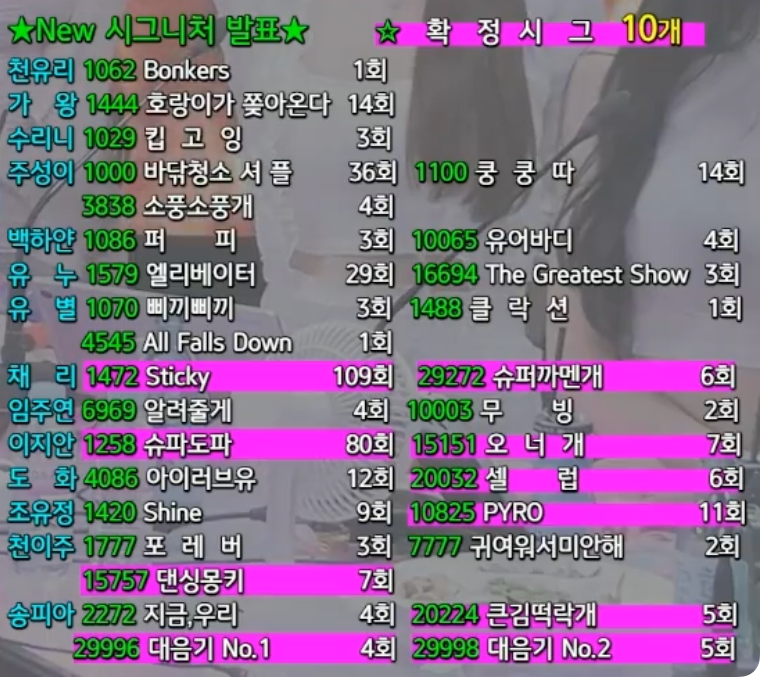 ★New 시그니처 발표★ ☆ 확 정 시 그 10개
천유리 1062 Bonkers 1회
가 왕 1444 호랑이가 쫒아온다 14회
수리니 1029 킵 고 잉 3회
주성이 1000 바닦청소 셔 플 36회 1100 쿵 쿵 따 14회
3838 소풍소풍개 4회
백하얀 1086 퍼 피 3회 10065 유어바디 4회
유 누 1579 엘리베이터 29회 16694 The Greatest Show 3회
유 별 1070 삐끼삐끼 3회 1488 클 락 션 1회
4545 All Falls Down 1회
채 리 1472 Sticky 109회 29272 슈퍼까멘개 6회
임주연 6969 알려줄게 4회 10003 무 빙 2회
이지안 1258 슈파도파 80회 15151 오 너 개 7회
도 화 4086 아이러브유 12회 20032 셀 럽 6회
조유정 1420 Shine 9회 10825 PYRO 11회
천이주 1777 포 레 버 3회 7777 귀여워서미안해 2회
15757 댄싱몽키 7회
송피아 2272 지금,우리 4회 20224 큰김떡락개 5회
29996 대음기 No.1 4회 29998 대음기 No.2 5회